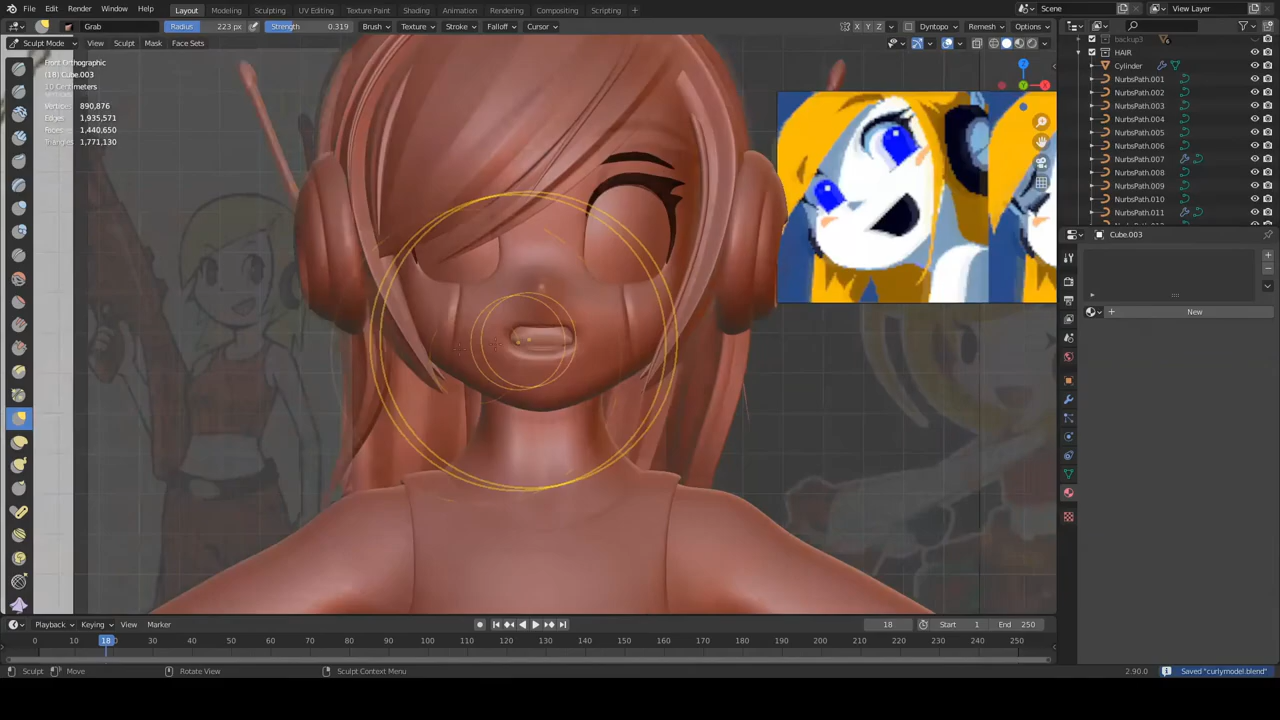 File Edit Render Window Help Layout Modeling Sculpting UV Editing Texture Paint Shading Animation Rendering Compositing Scripting + Scene View Layer
Grab Radius 223 px Strength 0.319 Brush Texture Stroke Falloff Cursor X Y Z Dyntopo Remesh Options
Sculpt Mode View Sculpt Mask Face Sets
backup3
HAIR
Cylinder
NurbsPath.001
NurbsPath.002
NurbsPath.003
NurbsPath.004
NurbsPath.005
NurbsPath.006
NurbsPath.007
NurbsPath.008
NurbsPath.009
NurbsPath.010
NurbsPath.011
Front Orthographic
(18) Cube.003
10 Centimeters
Vertices 890,876
Edges 1,935,571
Faces 1,440,650
Triangles 1,771,130
Z
X
Y
Cube.003
New
Playback Keying View Marker 18 Start 1 End 250
0 10 18 30 40 50 60 70 80 90 100 110 120 130 140 150 160 170 180 190 200 210 220 230 240 250
Sculpt Move Rotate View Sculpt Context Menu 2.90.0 Saved "curlymodel.blend"